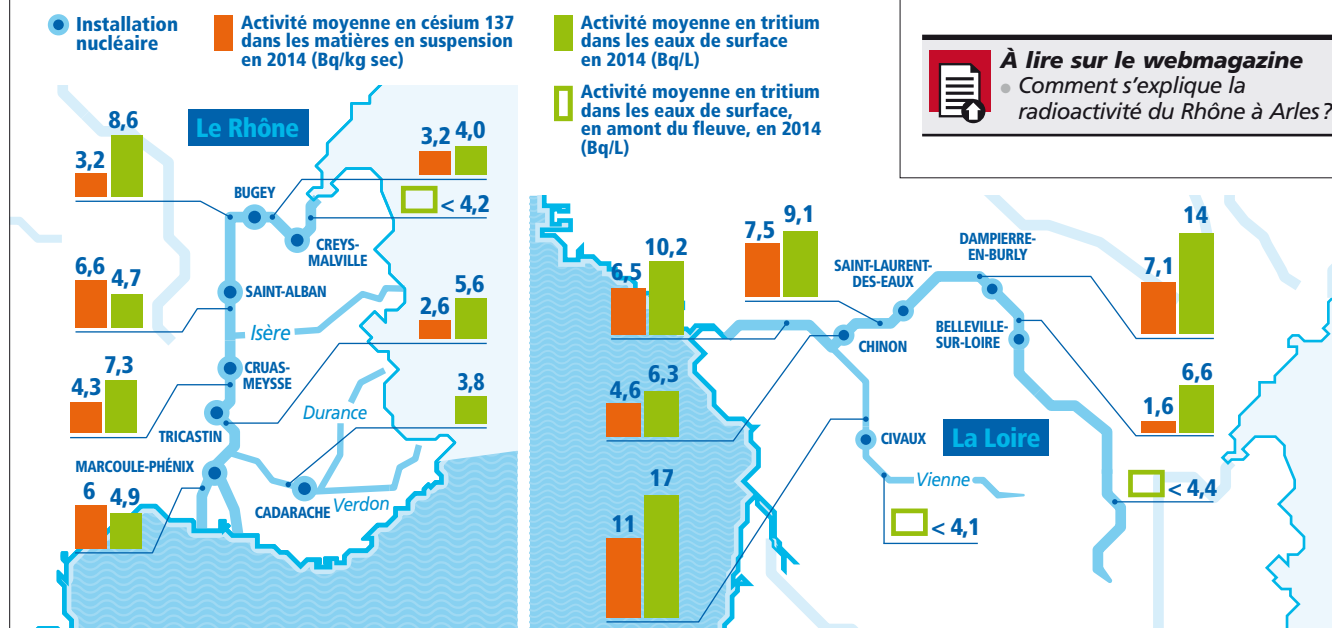 Installation
nucléaire
Activité moyenne en césium 137
dans les matières en suspension
en 2014 (Bq/kg sec)
Activité moyenne en tritium
dans les eaux de surface
en 2014 (Bq/L)
Activité moyenne en tritium
dans les eaux de surface,
en amont du fleuve, en 2014
(Bq/L)
À lire sur le webmagazine
• Comment s’explique la
radioactivité du Rhône à Arles?
Le Rhône
3,2 8,6
3,2 4,0
< 4,2
BUGEY
CREYS-
MALVILLE
6,6 4,7
SAINT-ALBAN
Isère
2,6 5,6
4,3 7,3
CRUAS-
MEYSSE
3,8
Durance
TRICASTIN
MARCOULE-PHÉNIX
6 4,9
CADARACHE
Verdon
La Loire
6,5 10,2
7,5 9,1
SAINT-LAURENT-
DES-EAUX
DAMPIERRE-
EN-BURLY
7,1 14
CHINON
BELLEVILLE-
SUR-LOIRE
4,6 6,3
1,6 6,6
CIVAUX
Vienne
< 4,4
11 17
< 4,1